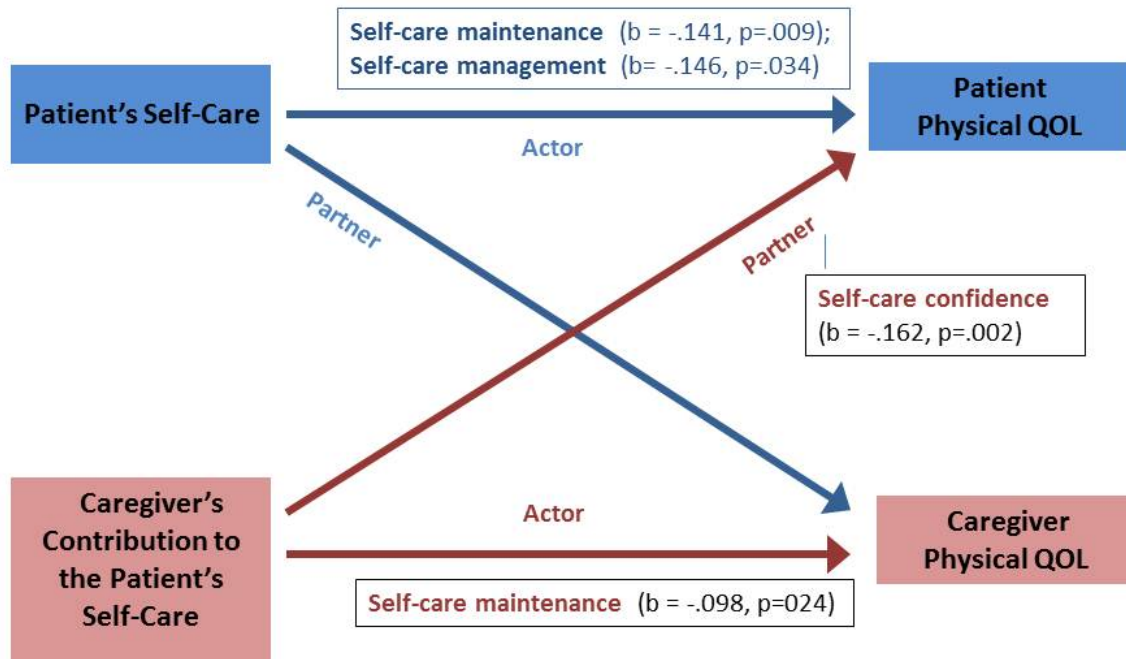 Self-care maintenance (b = -.141, p=.009);
Self-care management (b= -.146, p=.034)
Patient's Self-Care
Patient
Physical QOL
Actor
Partner
Partner
Self-care confidence
(b = -.162, p=.002)
Caregiver's
Contribution to
the Patient's
Self-Care
Actor
Caregiver
Physical QOL
Self-care maintenance (b = -.098, p=024)